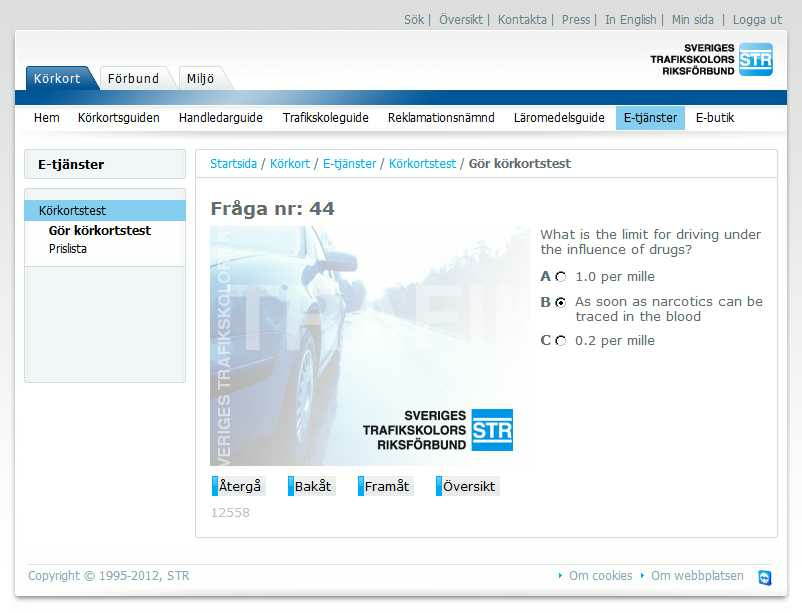 Sök | Översikt | Kontakta | Press | In English | Min sida | Logga ut
SVERIGES
TRAFIKSKOLORS
RIKSFÖRBUND
STR
Körkort Förbund Miljö
Hem Körkortsguiden Handledarguide Trafikskoleguide Reklamationsnämnd Läromedelsguide E-tjänster E-butik
E-tjänster
Körkortstest
Gör körkortstest
Prislista
Startsida / Körkort / E-tjänster / Körkortstest / Gör körkortstest
Fråga nr: 44
VERIGES TRAFIKSKOLORS
TRAFI
SVERIGES
TRAFIKSKOLORS
RIKSFÖRBUND
STR
What is the limit for driving under
the influence of drugs?
A 1.0 per mille
B As soon as narcotics can be
traced in the blood
C 0.2 per mille
Återgå Bakåt Framåt Översikt
12558
Copyright © 1995-2012, STR
Om cookies Om webbplatsen